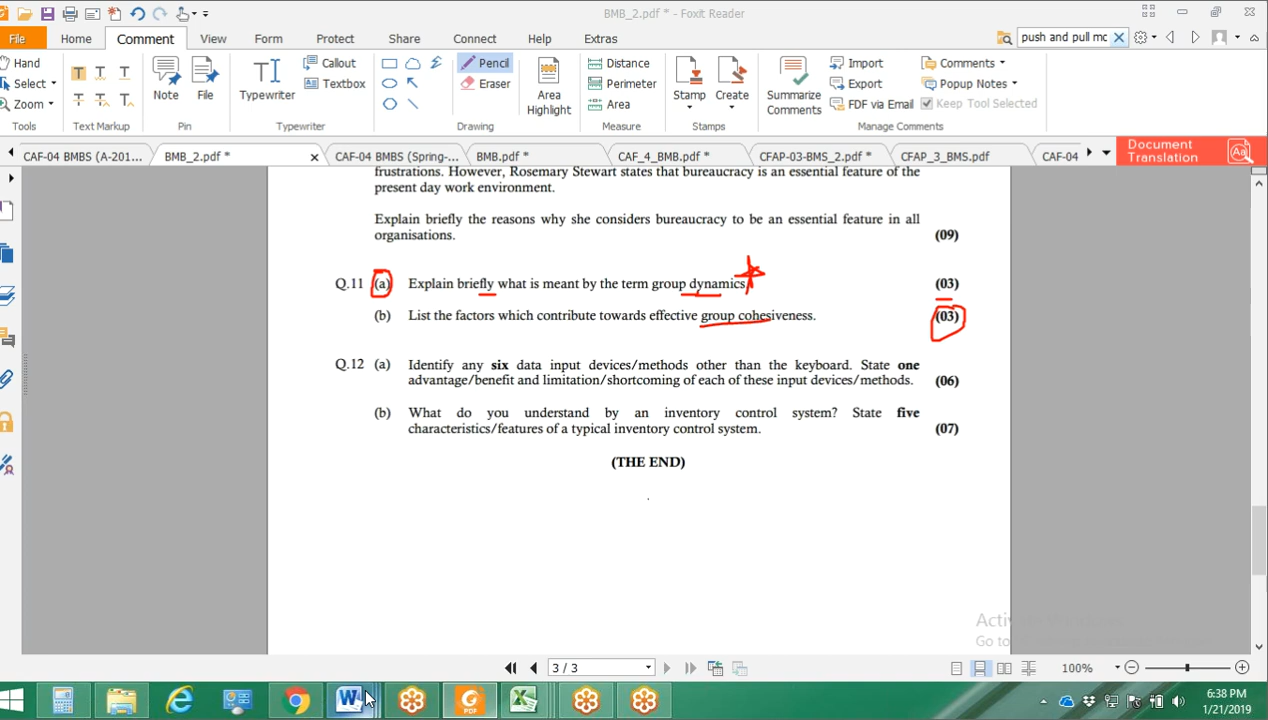 BMB_2.pdf * - Foxit Reader
File Home Comment View Form Protect Share Connect Help Extras push and pull mc
Hand
Select
Zoom
Tools
T T T
T T T
Text Markup
Note
File
Pin
Typewriter
Callout
Textbox
Typewriter
Pencil
Eraser
Area Highlight
Drawing
Distance
Perimeter
Area
Measure
Stamp
Create
Stamps
Summarize Comments
Import
Export
FDF via Email
Comments
Popup Notes
Keep Tool Selected
Manage Comments
CAF-04 BMBS (A-201... BMB_2.pdf * CAF-04 BMBS (Spring-... BMB.pdf * CAF_4_BMB.pdf * CFAP-03-BMS_2.pdf * CFAP_3_BMS.pdf CAF-04
Document Translation
frustrations. However, Rosemary Stewart states that bureaucracy is an essential feature of the
present day work environment.
Explain briefly the reasons why she considers bureaucracy to be an essential feature in all
organisations. (09)
Q.11 (a) Explain briefly what is meant by the term group dynamics (03)
(b) List the factors which contribute towards effective group cohesiveness. (03)
Q.12 (a) Identify any six data input devices/methods other than the keyboard. State one
advantage/benefit and limitation/shortcoming of each of these input devices/methods. (06)
(b) What do you understand by an inventory control system? State five
characteristics/features of a typical inventory control system. (07)
(THE END)
3 / 3
100%
6:38 PM
1/21/2019